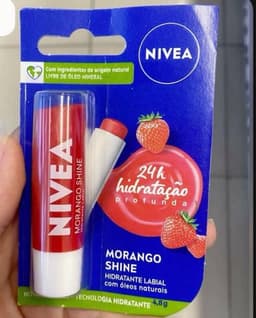 NIVEA
Com ingredientes de origem natural
LIVRE DE ÓLEO MINERAL
NIVEA
MORANGO SHINE
24h
hidratação
profunda
MORANGO
SHINE
HIDRATANTE LABIAL
com óleos naturais
TECNOLOGIA HIDRATANTE 4,8g